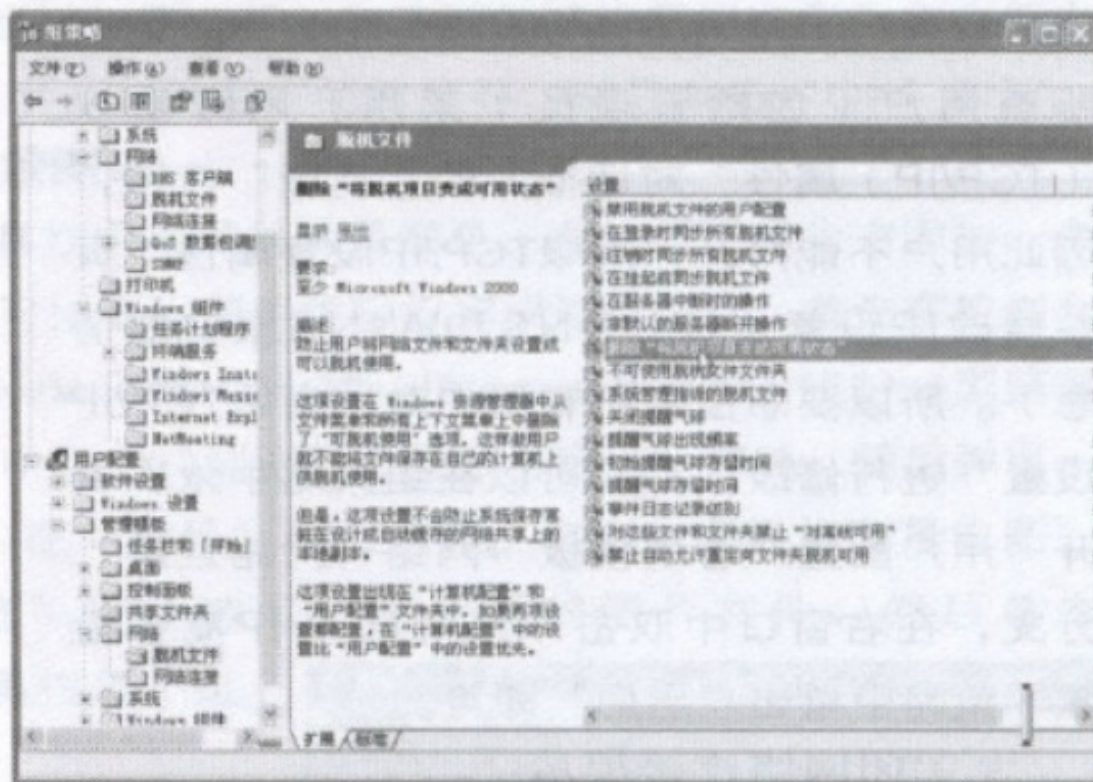 组策略
文件(F) 操作(A) 查看(V) 帮助(H)
系统
网络
DNS 客户端
脱机文件
网络连接
QoS 数据包调度
SNMP
打印机
Windows 组件
任务计划程序
终端服务
Windows Insta
Windows Messe
Internet Expl
NetMeeting
用户配置
软件设置
Windows 设置
管理模板
任务栏和「开始」
桌面
控制面板
共享文件夹
网络
脱机文件
网络连接
系统
Windows 组件
脱机文件
删除“将脱机项目变成可用状态”
显示 属性
要求:
至少 Microsoft Windows 2000
描述:
防止用户将网络文件和文件夹设置成
可以脱机使用。
这项设置在 Windows 资源管理器中从
文件菜单和所有上下文菜单上中删除
了“可脱机使用”选项。这样做用户
就不能将文件保存在自己的计算机上
供脱机使用。
但是，这项设置不会防止系统保存常
驻在设计成自动缓存的网络共享上的
本地副本。
这项设置出现在“计算机配置”和
“用户配置”文件夹中。如果两项设
置都配置，在“计算机配置”中的设
置比“用户配置”中的设置优先。
设置
禁用脱机文件的用户配置
在登录时同步所有脱机文件
注销时同步所有脱机文件
在挂起前同步脱机文件
在服务器中断时的操作
非默认的服务器断开操作
删除“将脱机项目变成可用状态”
不可使用脱机文件文件夹
系统管理指派的脱机文件
关闭提醒气球
提醒气球出现频率
初始提醒气球存留时间
提醒气球存留时间
事件日志记录级别
对这些文件和文件夹禁止“对离线可用”
禁止自动允许重定向文件夹脱机可用
扩展 标准